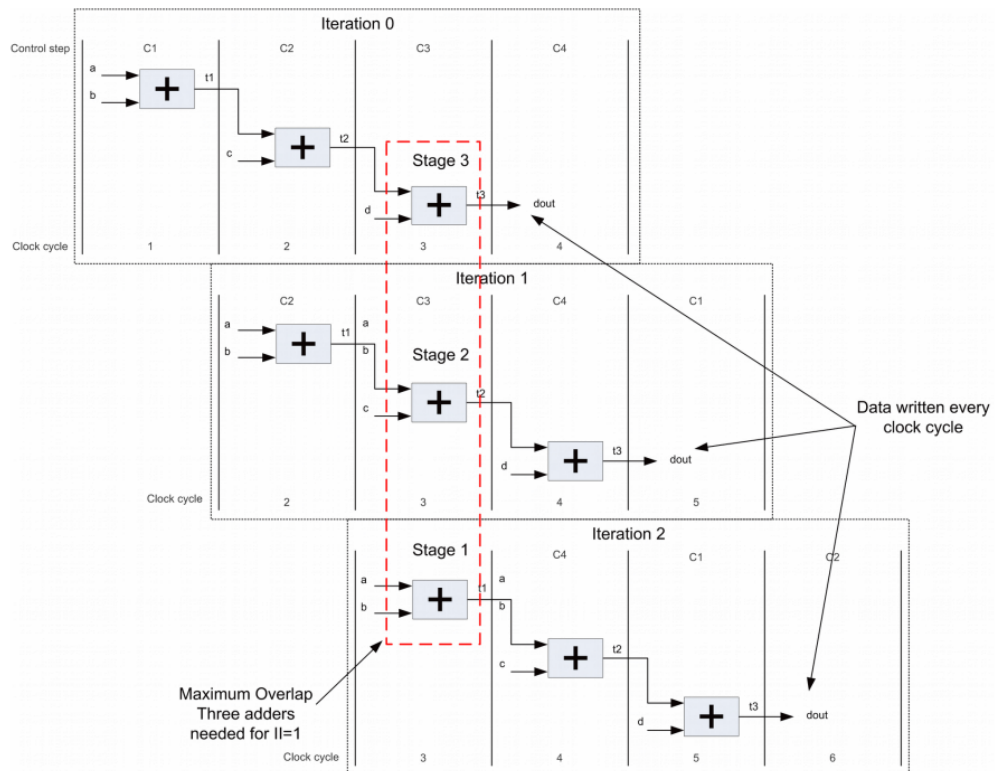 Iteration 0
Control step C1 C2 C3 C4
a
t1
b
t2
c
Stage 3
t3
dout
d
Clock cycle 1 2 3 4
Iteration 1
C2 C3 C4 C1
a t1 a
b b
Stage 2
t2
c
Data written every
clock cycle
t3
dout
d
Clock cycle 2 3 4 5
Iteration 2
Stage 1 C4 C1 C2
a t1 a
b b
t2
c
Maximum Overlap
Three adders
needed for II=1
t3
dout
d
Clock cycle 3 4 5 6